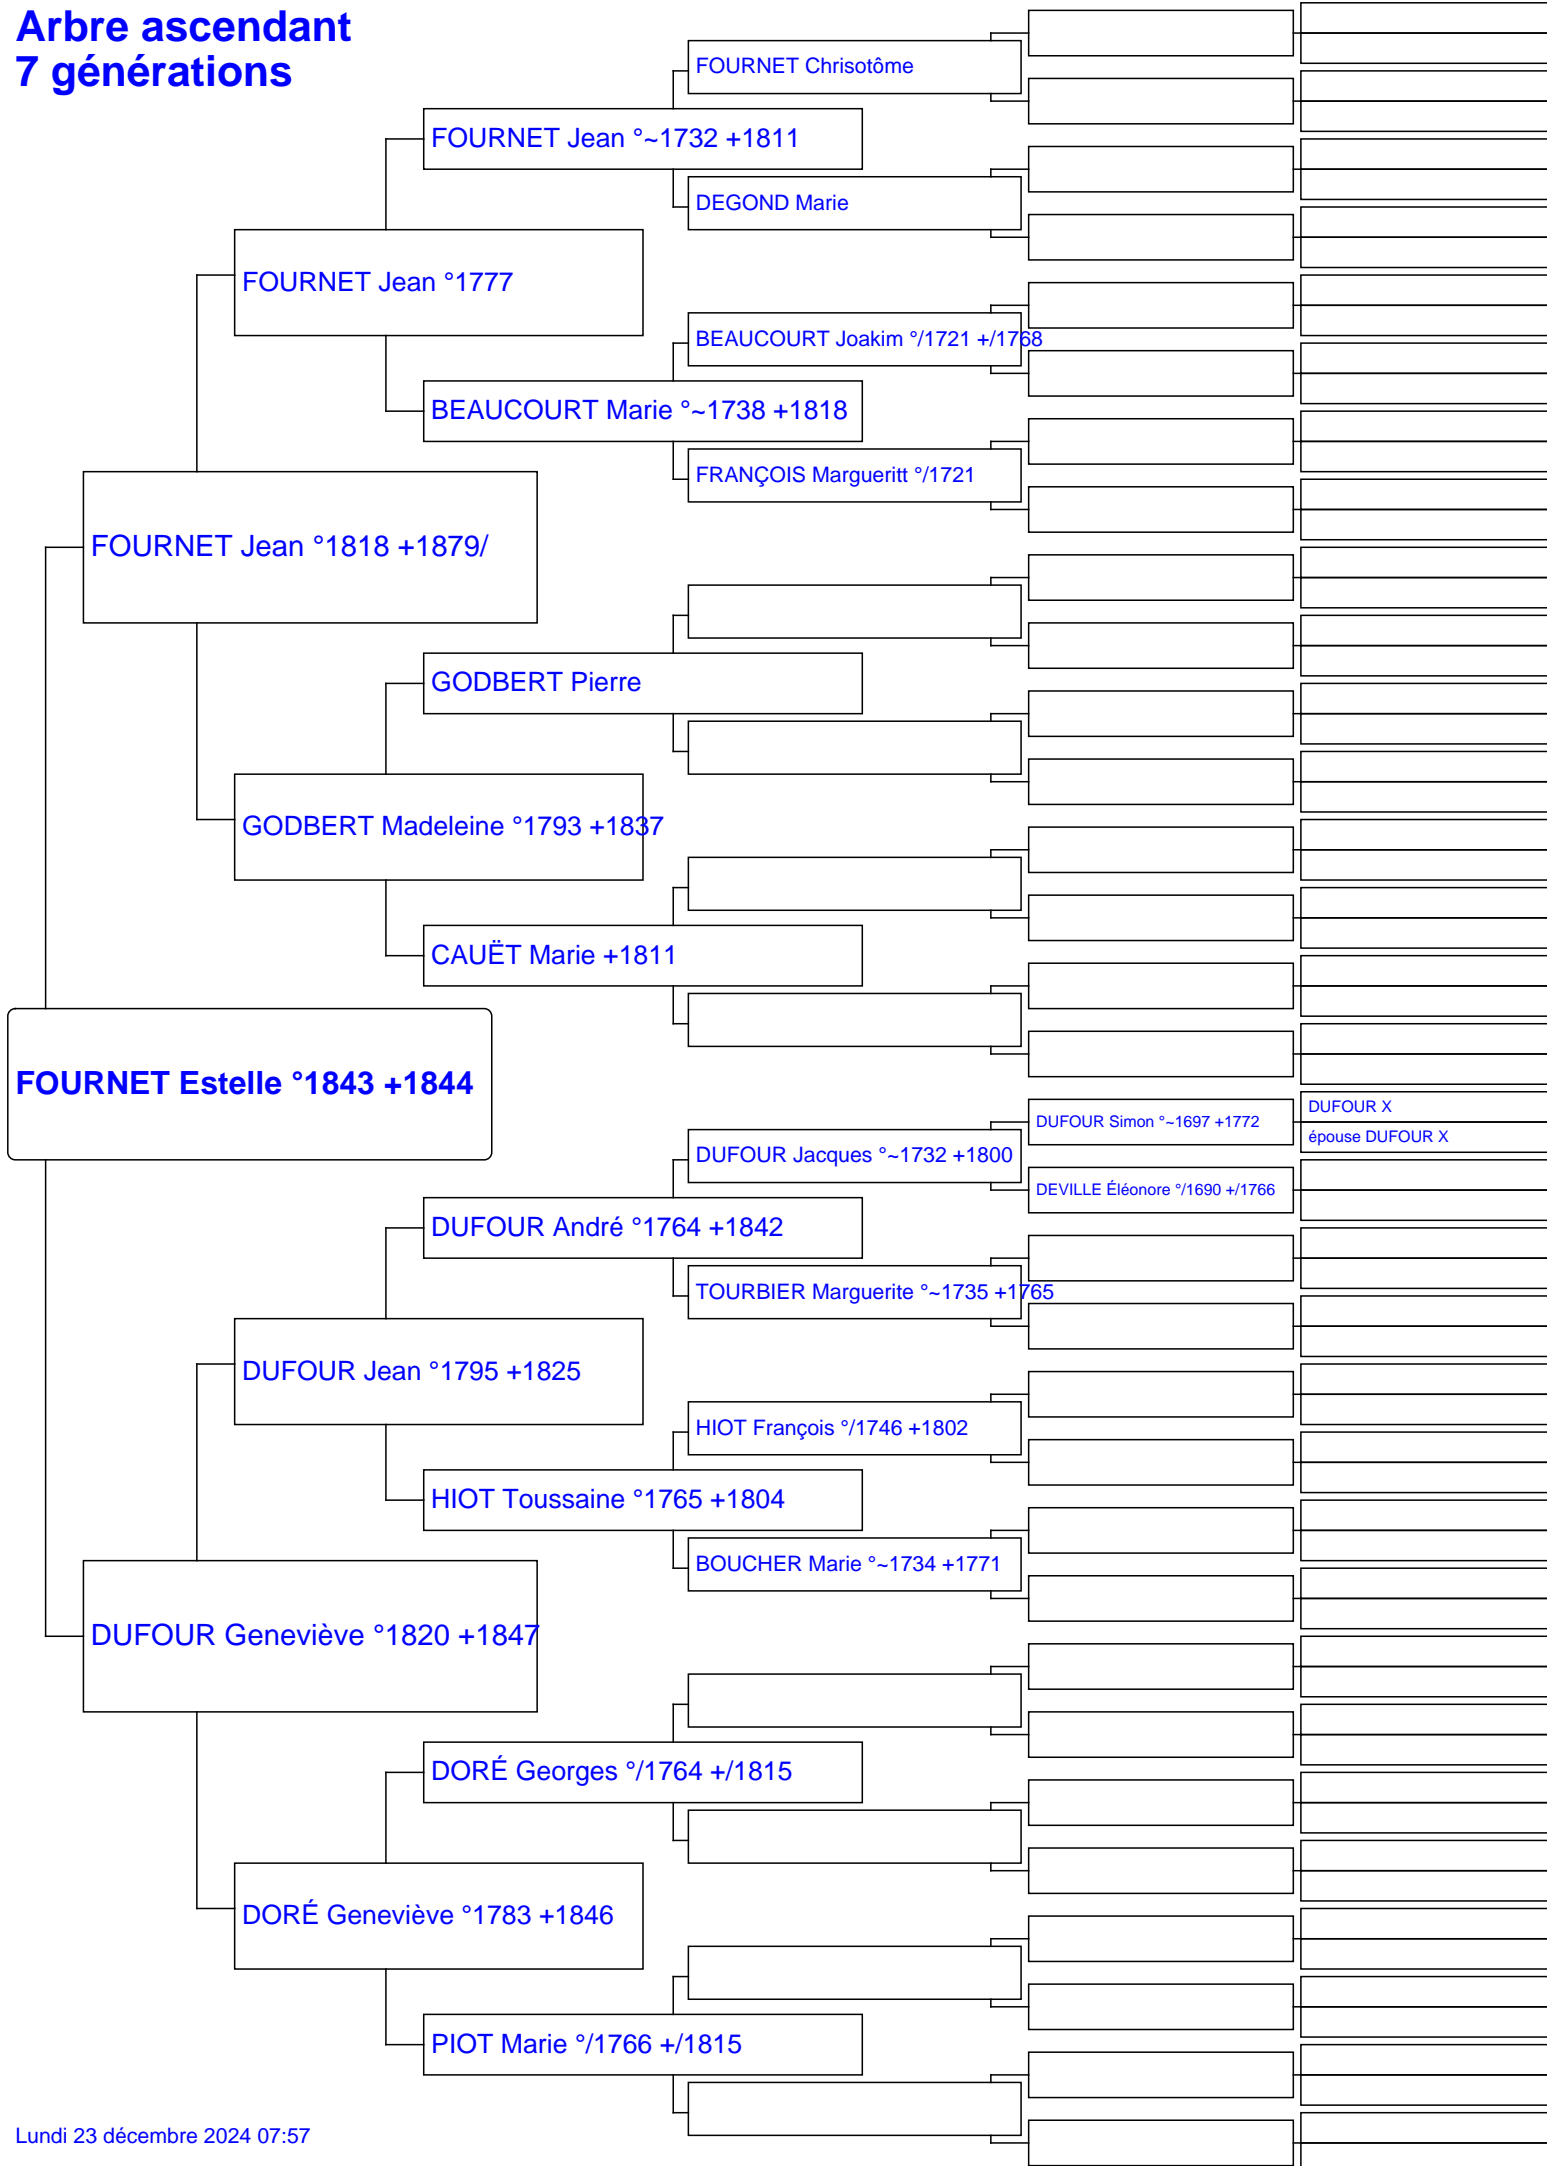 Arbre ascendant
7 générations
FOURNET Chrisotôme
FOURNET Jean °~1732 +1811
DEGOND Marie
FOURNET Jean °1777
BEAUCOURT Joakim °/1721 +/1768
BEAUCOURT Marie °~1738 +1818
FRANÇOIS Margueritt °/1721
FOURNET Jean °1818 +1879/
GODBERT Pierre
GODBERT Madeleine °1793 +1837
CAUËT Marie +1811
FOURNET Estelle °1843 +1844
DUFOUR X
DUFOUR Simon °~1697 +1772
épouse DUFOUR X
DUFOUR Jacques °~1732 +1800
DEVILLE Éléonore °/1690 +/1766
DUFOUR André °1764 +1842
TOURBIER Marguerite °~1735 +1765
DUFOUR Jean °1795 +1825
HIOT François °/1746 +1802
HIOT Toussaine °1765 +1804
BOUCHER Marie °~1734 +1771
DUFOUR Geneviève °1820 +1847
DORÉ Georges °/1764 +/1815
DORÉ Geneviève °1783 +1846
PIOT Marie °/1766 +/1815
Lundi 23 décembre 2024 07:57